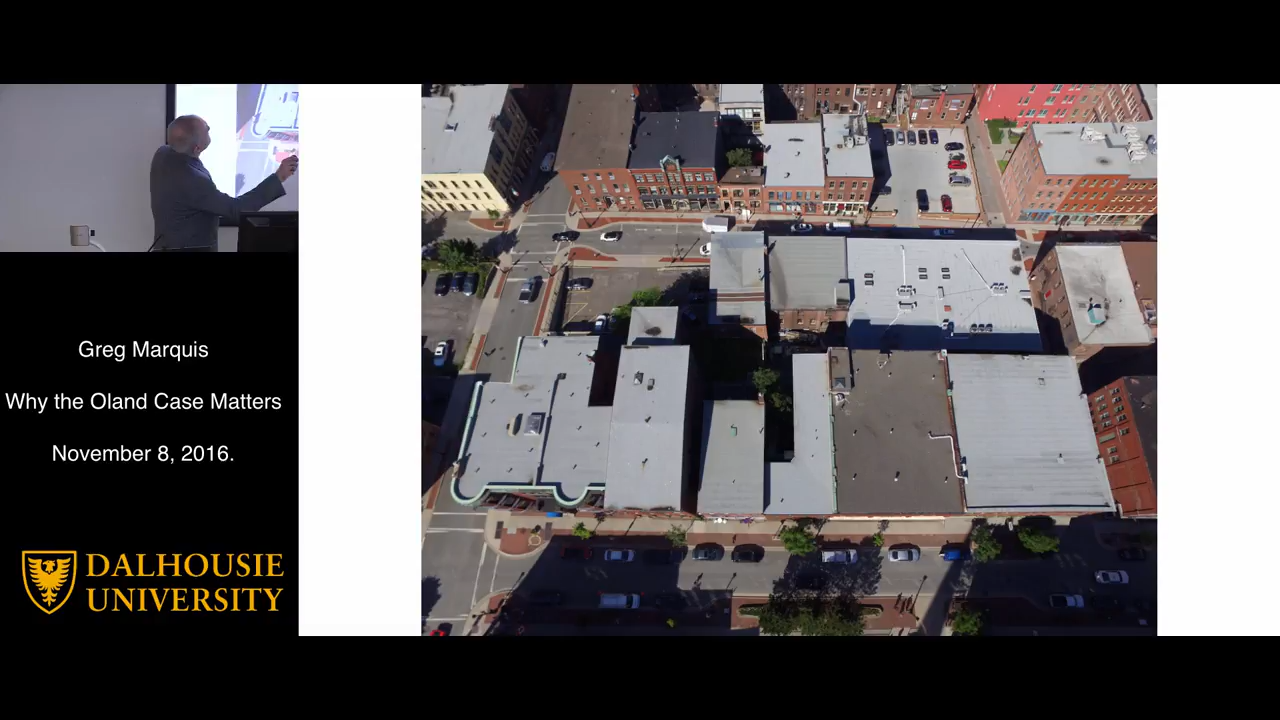 Greg Marquis
Why the Oland Case Matters
November 8, 2016.
DALHOUSIE
UNIVERSITY